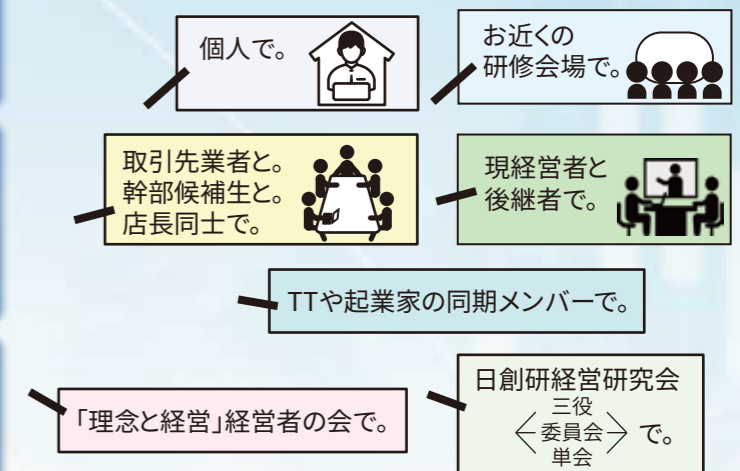 個人で。
お近くの
研修会場で。
取引先業者と。
幹部候補生と。
店長同士で。
現経営者と
後継者で。
TTや起業家の同期メンバーで。
「理念と経営」経営者の会で。
日創研経営研究会
三役
委員会 で。
単会